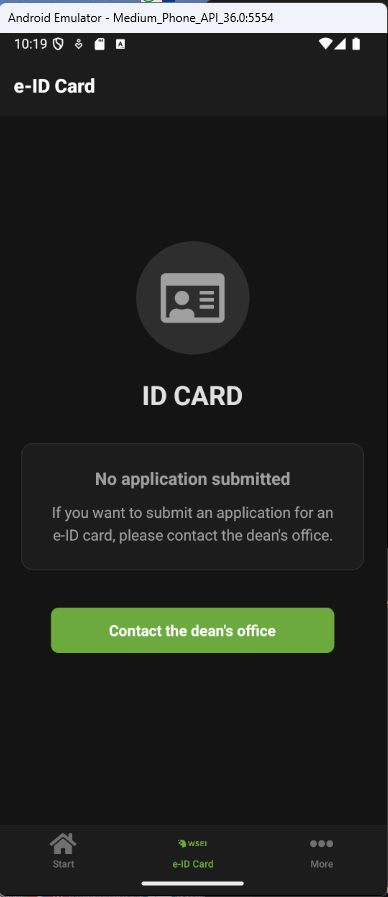 Android Emulator - Medium_Phone_API_36.0:5554
10:19
A
e-ID Card
ID CARD
No application submitted
If you want to submit an application for an
e-ID card, please contact the dean's office.
Contact the dean's office
WSEI
Start
e-ID Card
More